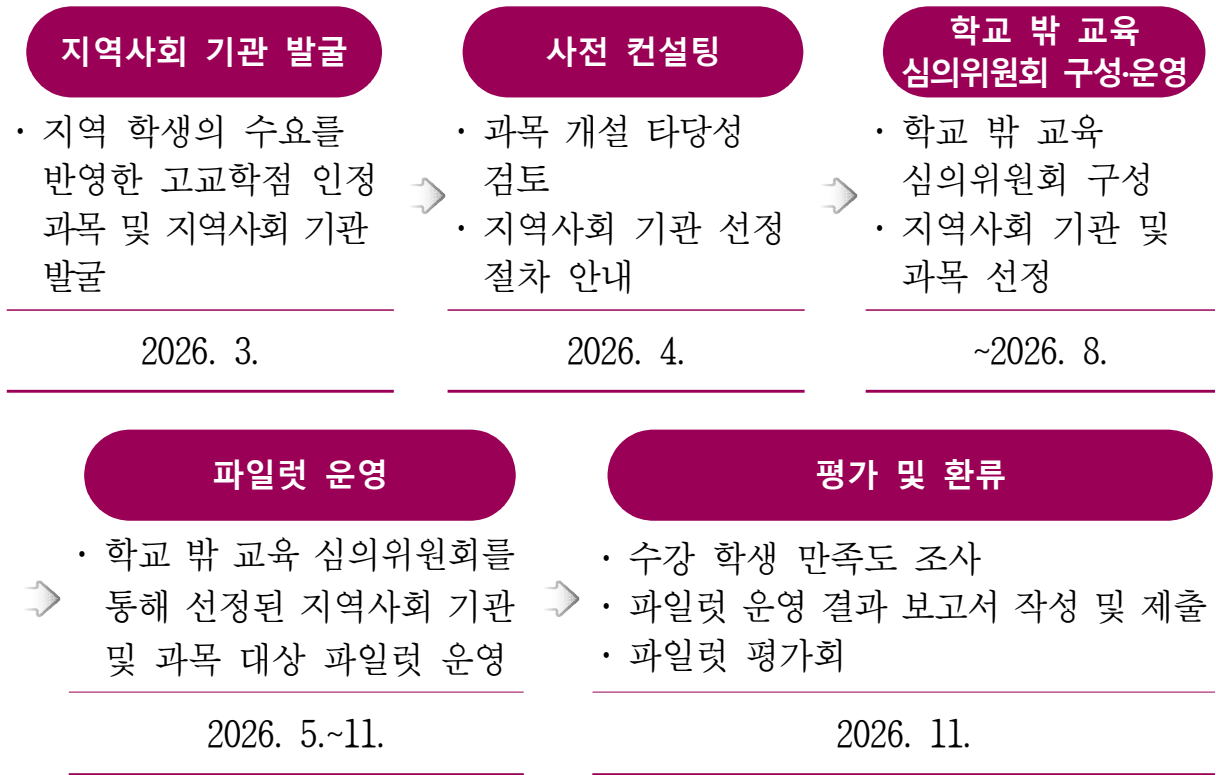 지역사회 기관 발굴
· 지역 학생의 수요를
반영한 고교학점 인정
과목 및 지역사회 기관
발굴
2026. 3.
사전 컨설팅
· 과목 개설 타당성
검토
· 지역사회 기관 선정
절차 안내
2026. 4.
학교 밖 교육
심의위원회 구성·운영
· 학교 밖 교육
심의위원회 구성
· 지역사회 기관 및
과목 선정
~2026. 8.
파일럿 운영
· 학교 밖 교육 심의위원회를
통해 선정된 지역사회 기관
및 과목 대상 파일럿 운영
2026. 5.~11.
평가 및 환류
· 수강 학생 만족도 조사
· 파일럿 운영 결과 보고서 작성 및 제출
· 파일럿 평가회
2026. 11.